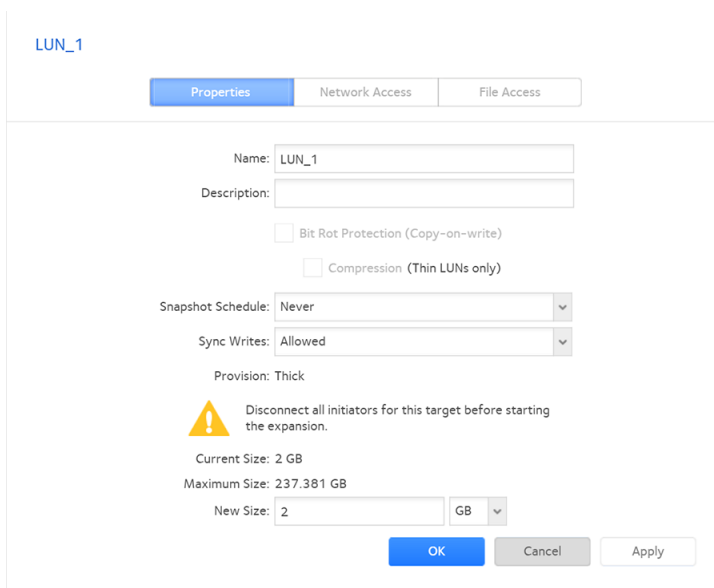 LUN_1
Properties Network Access File Access
Name: LUN_1
Description:
Bit Rot Protection (Copy-on-write)
Compression (Thin LUNs only)
Snapshot Schedule: Never
Sync Writes: Allowed
Provision: Thick
Disconnect all initiators for this target before starting
the expansion.
Current Size: 2 GB
Maximum Size: 237.381 GB
New Size: 2 GB
OK Cancel Apply